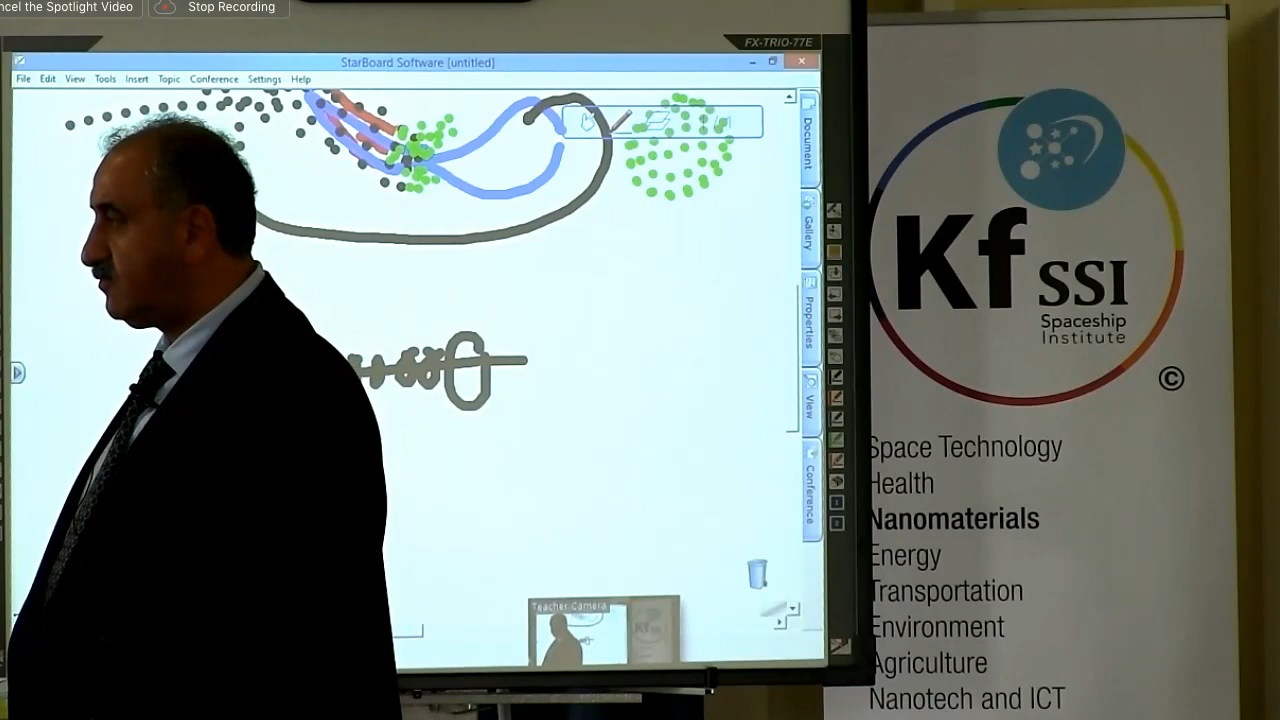 ncel the Spotlight Video
Stop Recording
FX-TRIO-77E
StarBoard Software [untitled]
File Edit View Tools Insert Topic Conference Settings Help
Document
Gallery
Properties
View
Conference
Teacher Camera
Kf SSI
Spaceship
Institute
©
Space Technology
Health
Nanomaterials
Energy
Transportation
Environment
Agriculture
Nanotech and ICT